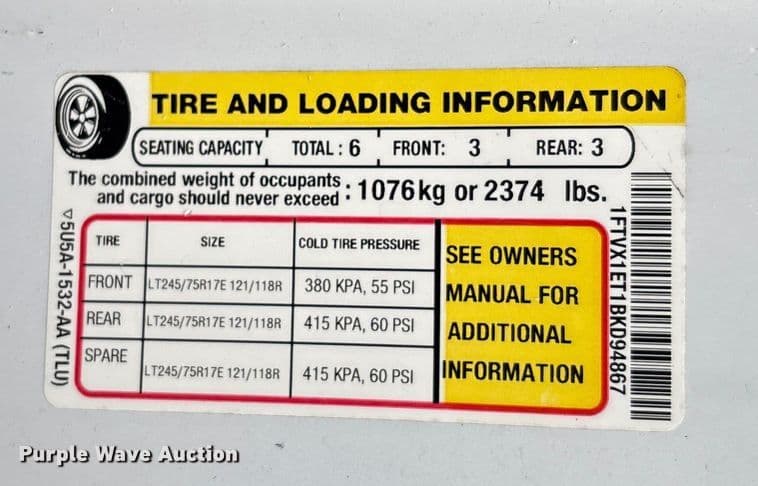 TIRE AND LOADING INFORMATION
SEATING CAPACITY TOTAL : 6 FRONT: 3 REAR: 3
The combined weight of occupants
and cargo should never exceed : 1076kg or 2374 lbs.
TIRE SIZE COLD TIRE PRESSURE
FRONT LT245/75R17E 121/118R 380 KPA, 55 PSI
REAR LT245/75R17E 121/118R 415 KPA, 60 PSI
SPARE LT245/75R17E 121/118R 415 KPA, 60 PSI
SEE OWNERS
MANUAL FOR
ADDITIONAL
INFORMATION
▽5U5A-1532-AA (TLU)
1FTVX1ET1BKD94867
Purple Wave Auction